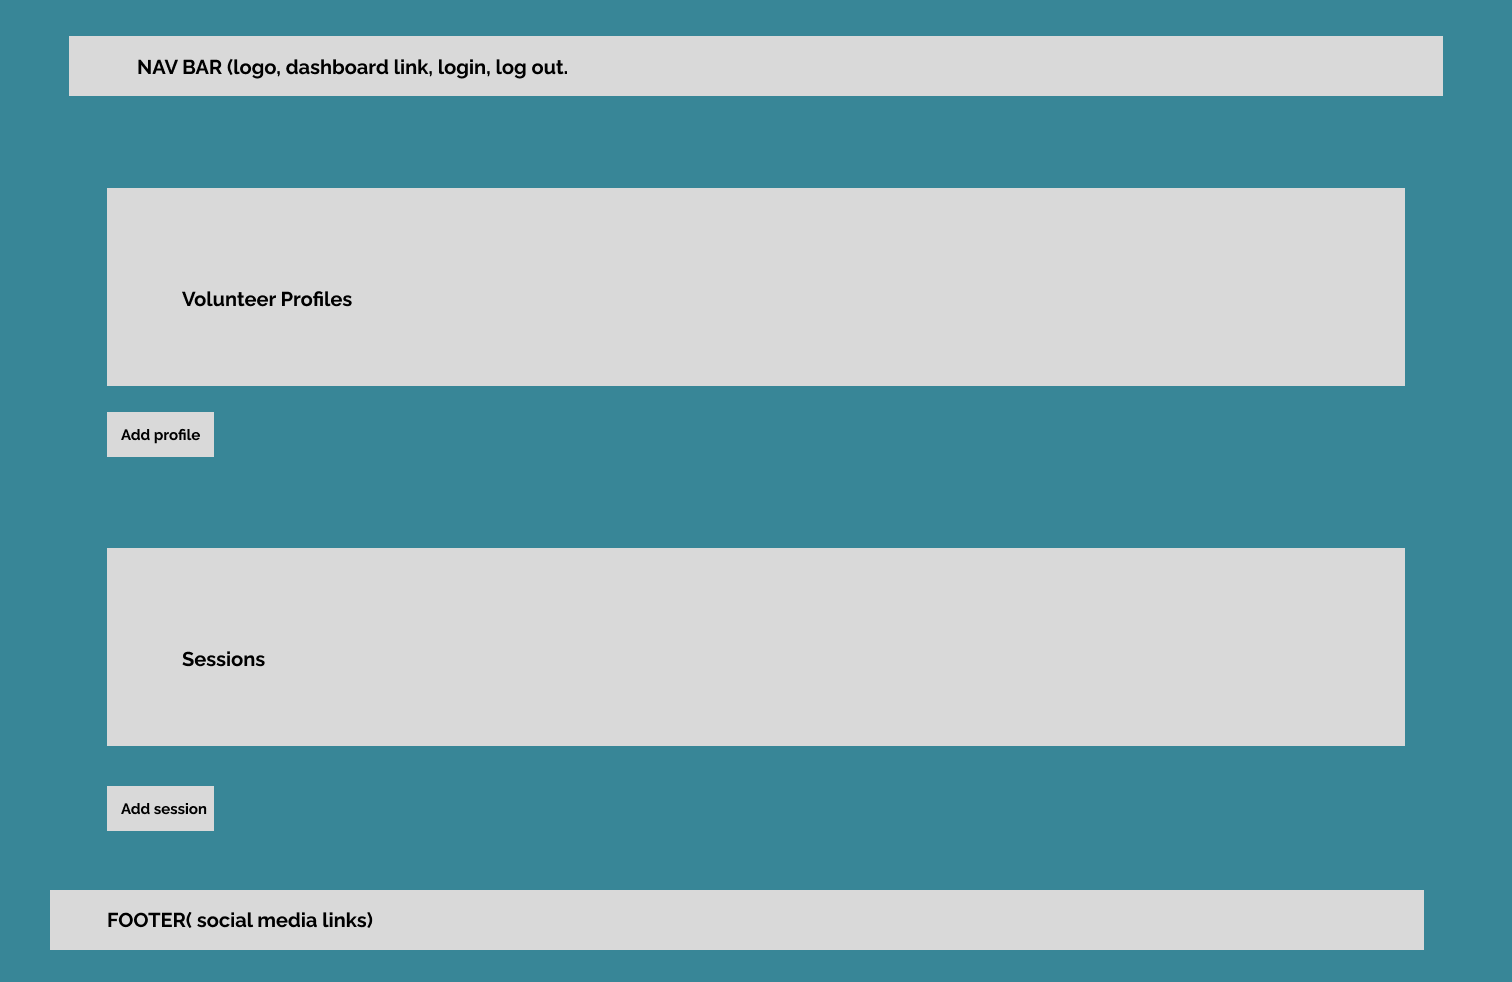 NAV BAR (logo, dashboard link, login, log out.
Volunteer Profiles
Add profile
Sessions
Add session
FOOTER( social media links)